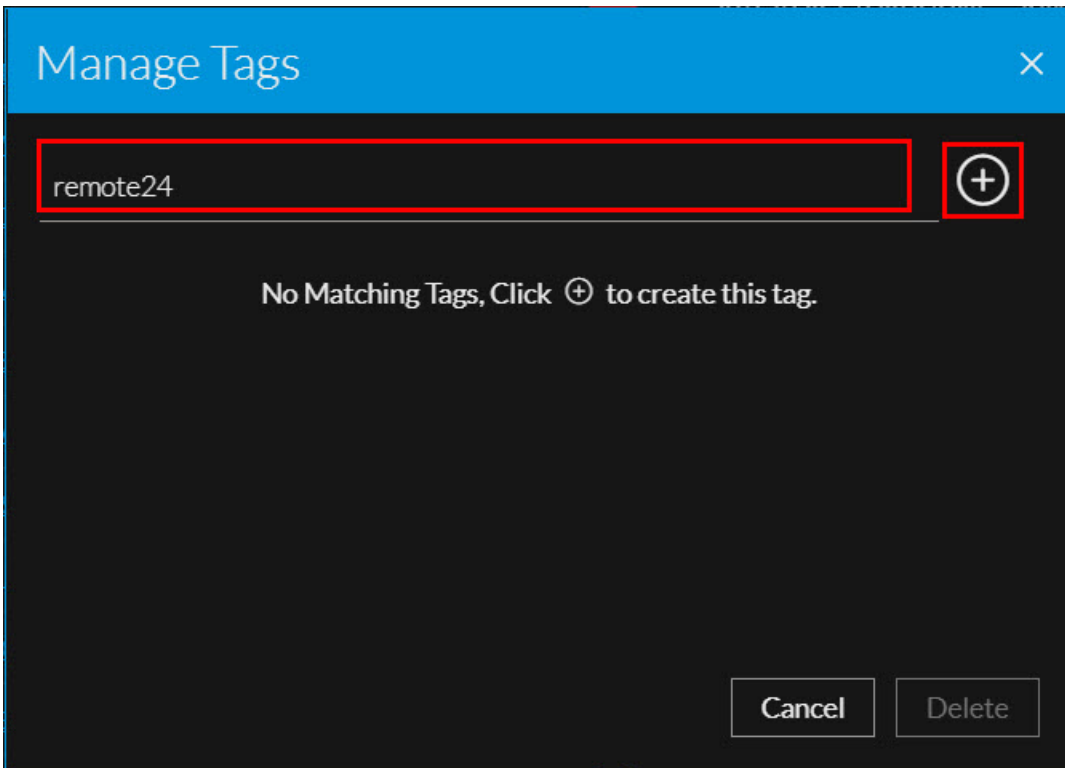 Manage Tags
remote24
No Matching Tags, Click ⊕ to create this tag.
Cancel
Delete